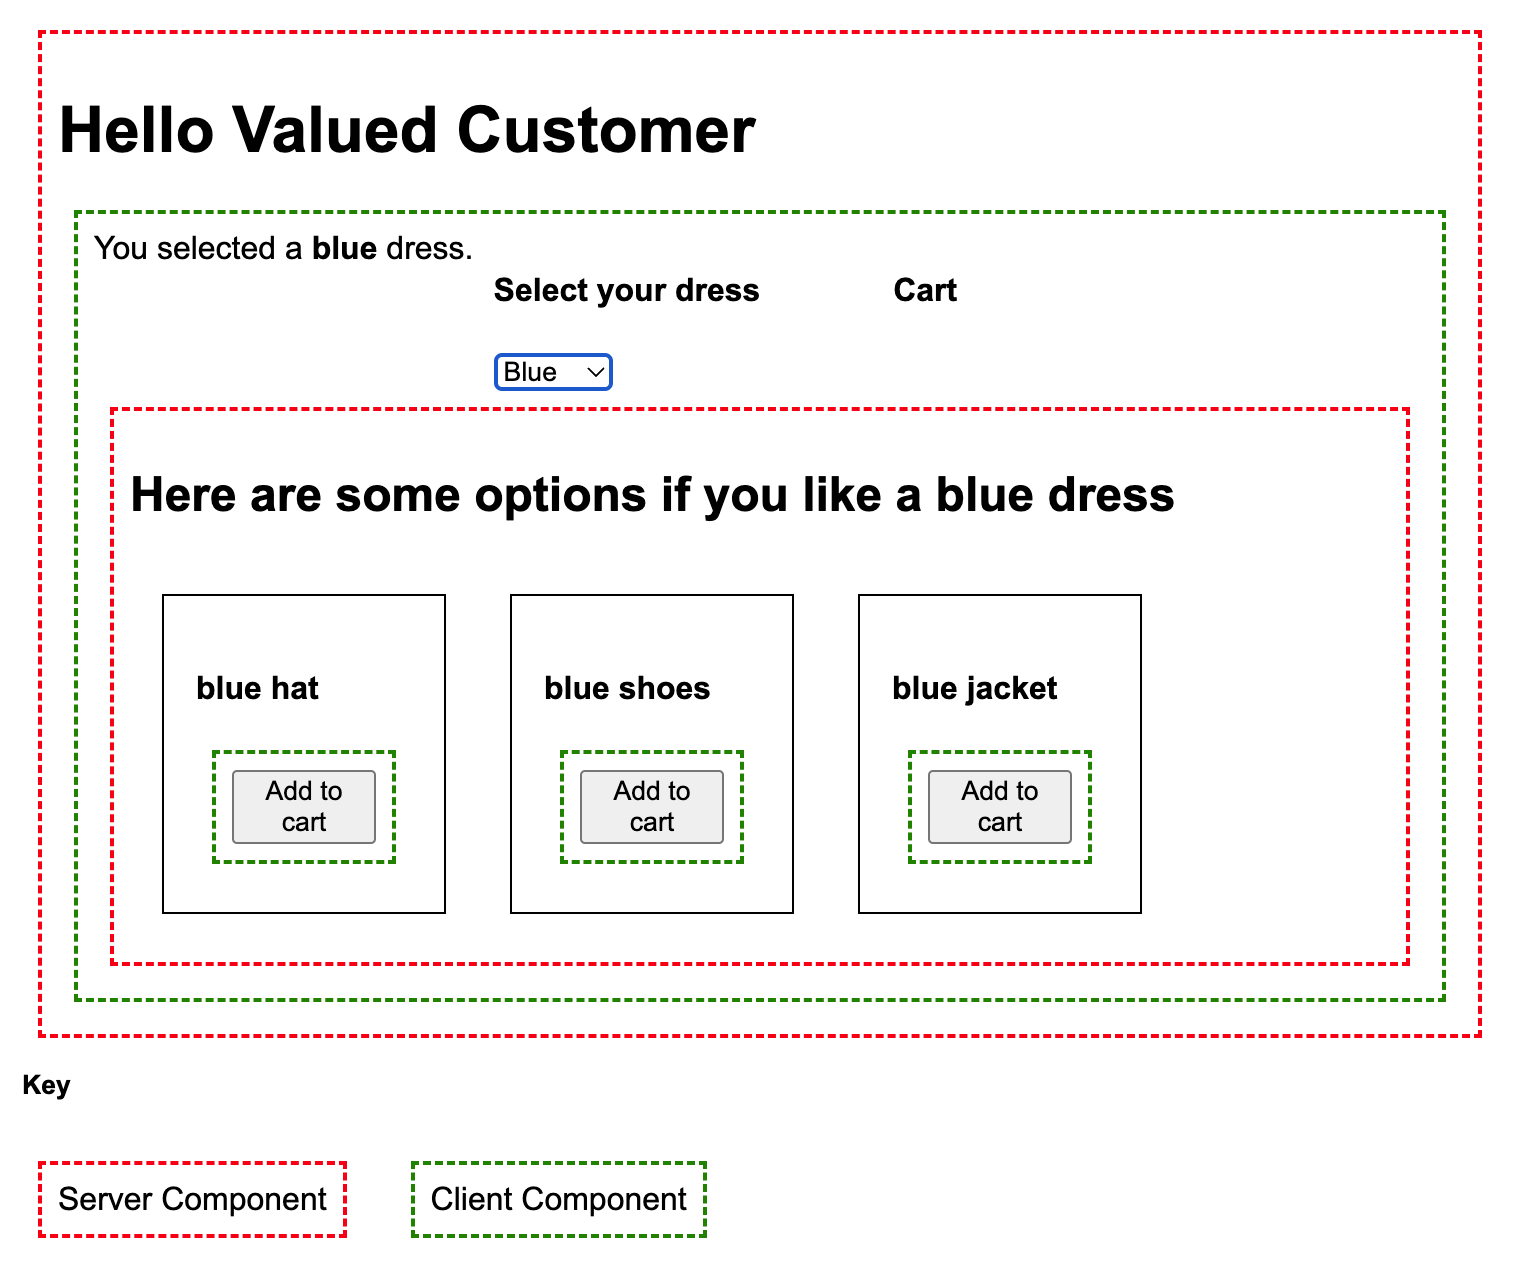 Hello Valued Customer
You selected a blue dress.
Select your dress
Cart
Blue
Here are some options if you like a blue dress
blue hat
Add to
cart
blue shoes
Add to
cart
blue jacket
Add to
cart
Key
Server Component
Client Component